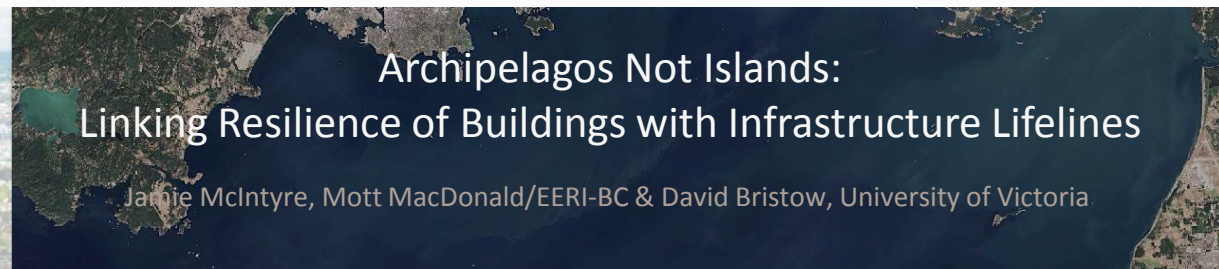 Archipelagos Not Islands:
Linking Resilience of Buildings with Infrastructure Lifelines
Jamie McIntyre, Mott MacDonald/EERI-BC & David Bristow, University of Victoria